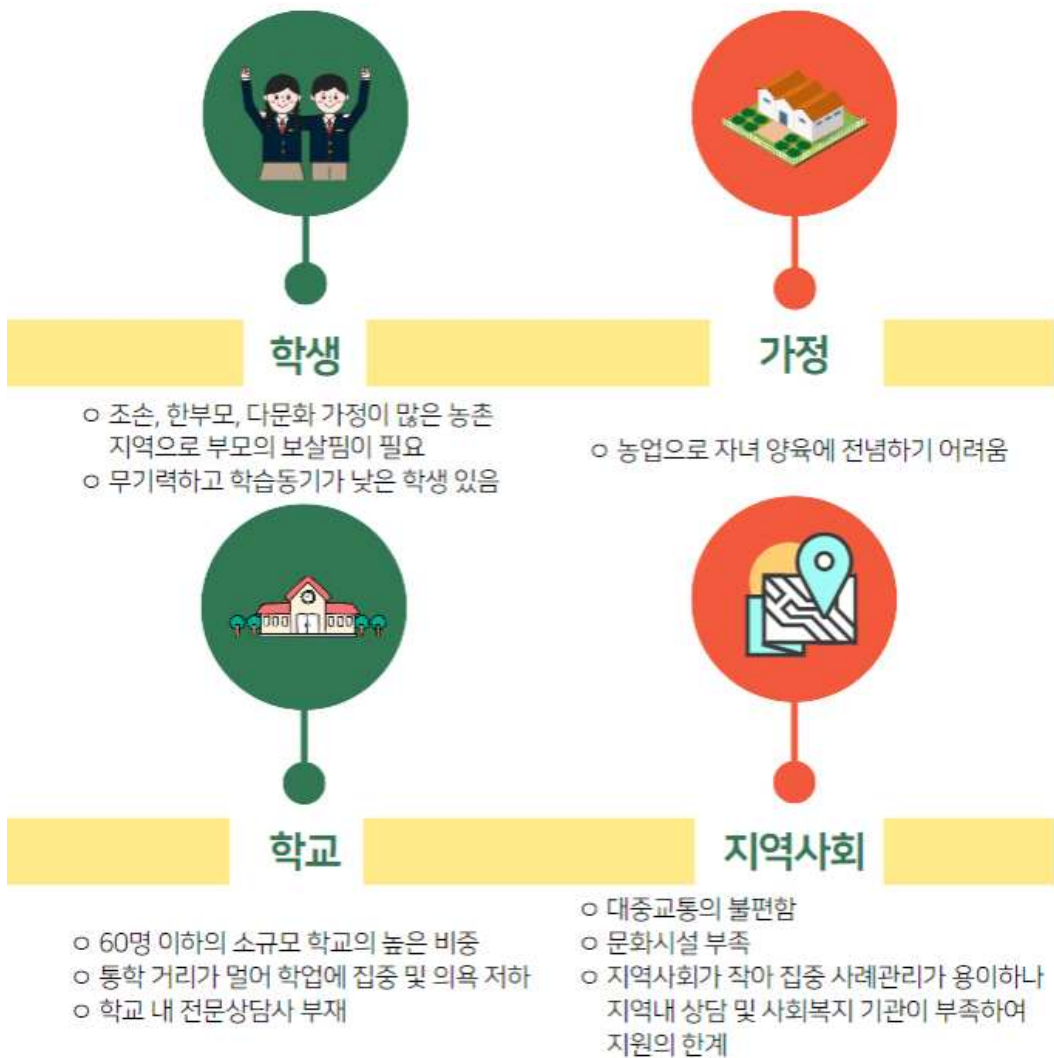 학생
ㅇ 조손, 한부모, 다문화 가정이 많은 농촌
지역으로 부모의 보살핌이 필요
ㅇ 무기력하고 학습동기가 낮은 학생 있음
가정
ㅇ 농업으로 자녀 양육에 전념하기 어려움
학교
ㅇ 60명 이하의 소규모 학교의 높은 비중
ㅇ 통학 거리가 멀어 학업에 집중 및 의욕 저하
ㅇ 학교 내 전문상담사 부재
지역사회
ㅇ 대중교통의 불편함
ㅇ 문화시설 부족
ㅇ 지역사회가 작아 집중 사례관리가 용이하나
지역내 상담 및 사회복지 기관이 부족하여
지원의 한계